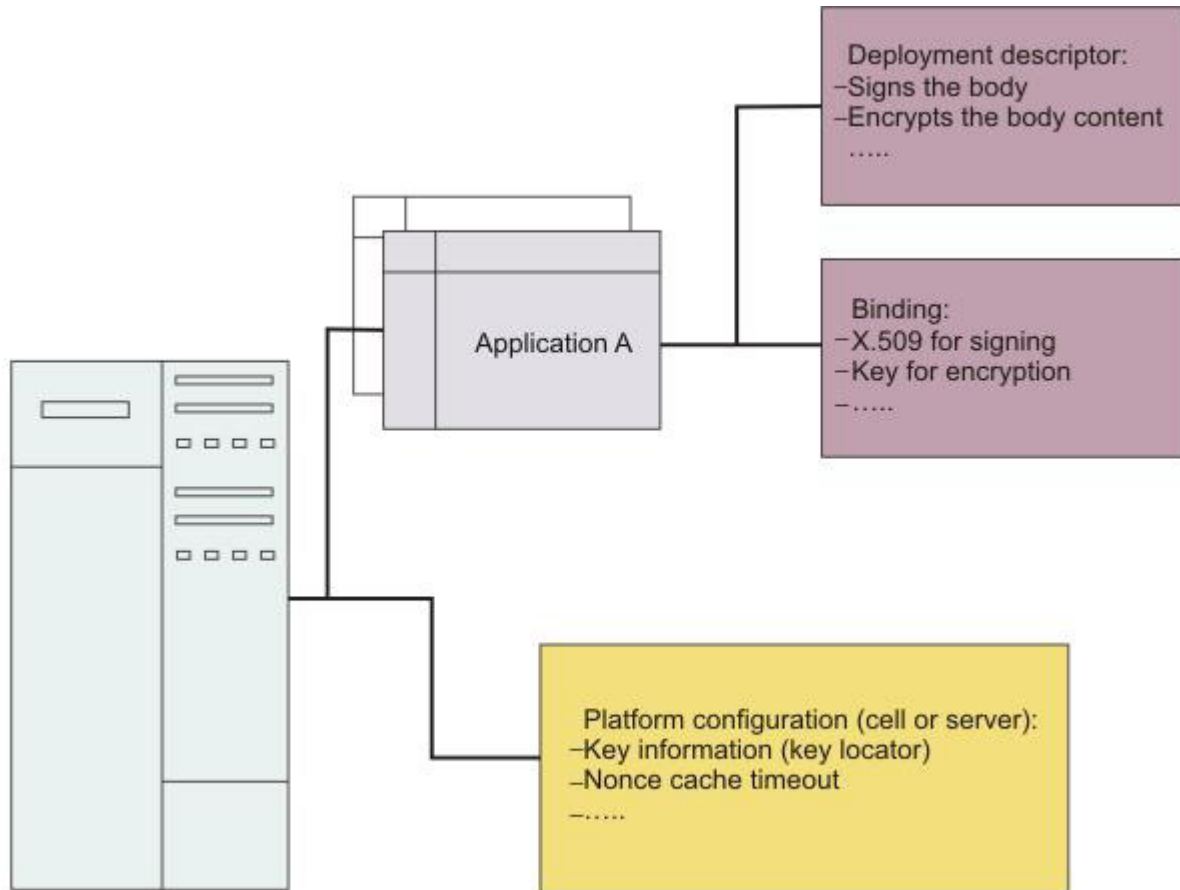 Deployment descriptor:
–Signs the body
–Encrypts the body content
…..
Application A
Binding:
–X.509 for signing
–Key for encryption
–…..
Platform configuration (cell or server):
–Key information (key locator)
–Nonce cache timeout
–…..